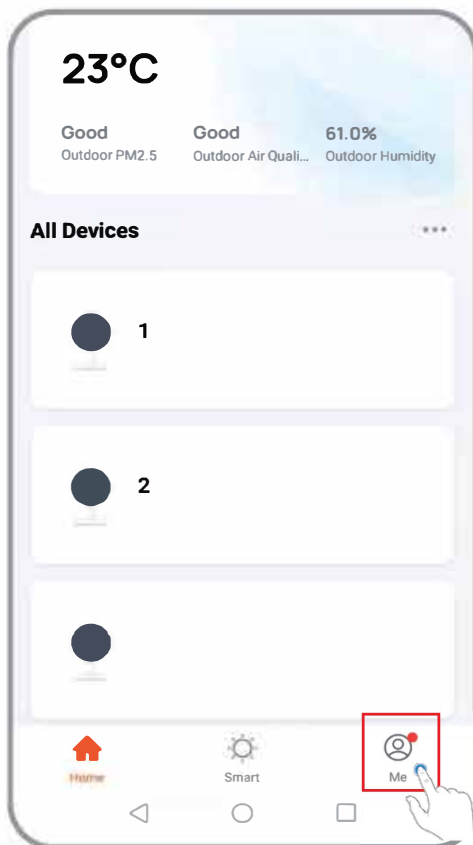 23°C
Good Good 61.0%
Outdoor PM2.5 Outdoor Air Quali... Outdoor Humidity
All Devices
1
2
Home Smart Me